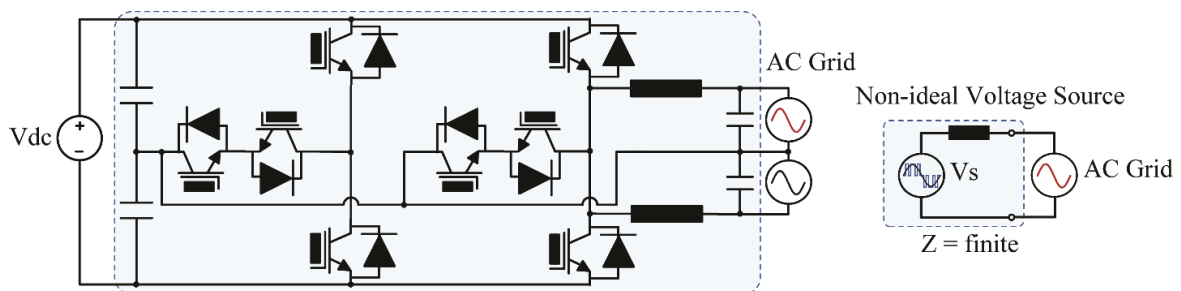 AC Grid
Non-ideal Voltage Source
Vdc
+
−
Vs
AC Grid
Z = finite